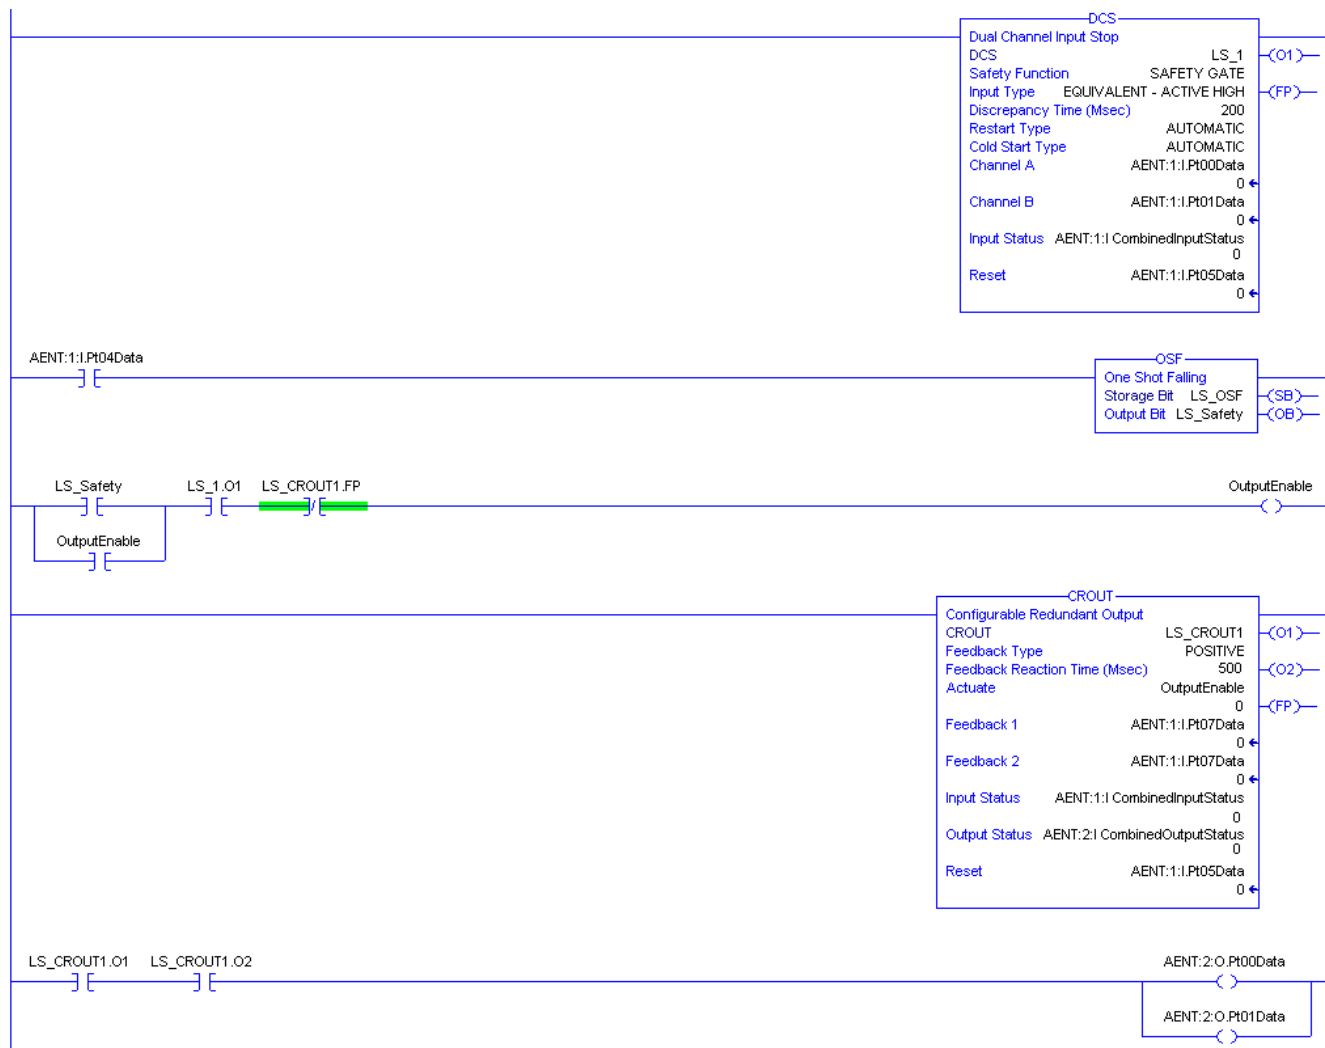 DCS
Dual Channel Input Stop
DCS LS_1 (O1)
Safety Function SAFETY GATE
Input Type EQUIVALENT - ACTIVE HIGH (FP)
Discrepancy Time (Msec) 200
Restart Type AUTOMATIC
Cold Start Type AUTOMATIC
Channel A AENT:1:I.Pt00Data
0
Channel B AENT:1:I.Pt01Data
0
Input Status AENT:1:I.CombinedInputStatus
0
Reset AENT:1:I.Pt05Data
0
AENT:1:I.Pt04Data
OSF
One Shot Falling
Storage Bit LS_OSF (SB)
Output Bit LS_Safety (OB)
LS_Safety LS_1.O1 LS_CROUT1.FP OutputEnable
OutputEnable
CROUT
Configurable Redundant Output
CROUT LS_CROUT1 (O1)
Feedback Type POSITIVE
Feedback Reaction Time (Msec) 500 (O2)
Actuate OutputEnable
0 (FP)
Feedback 1 AENT:1:I.Pt07Data
0
Feedback 2 AENT:1:I.Pt07Data
0
Input Status AENT:1:I.CombinedInputStatus
0
Output Status AENT:2:I.CombinedOutputStatus
0
Reset AENT:1:I.Pt05Data
0
LS_CROUT1.O1 LS_CROUT1.O2 AENT:2:O.Pt00Data
AENT:2:O.Pt01Data